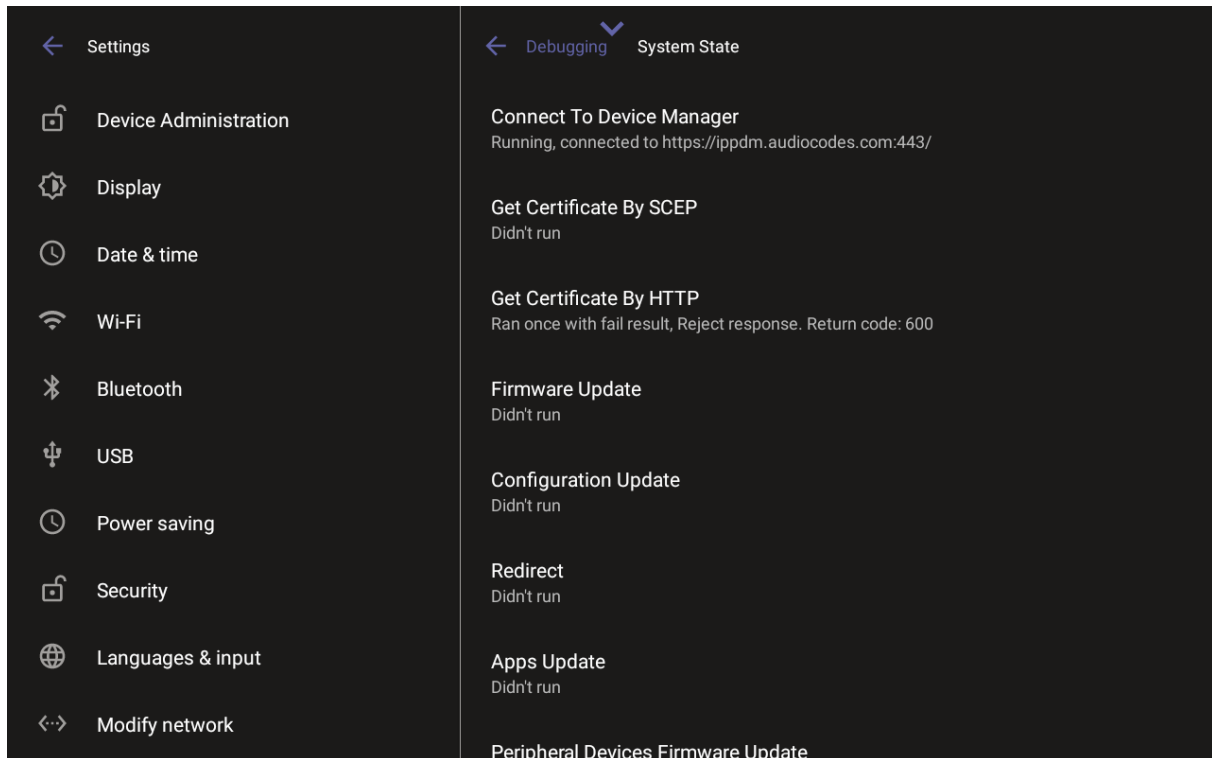 Settings
Device Administration
Display
Date & time
Wi-Fi
Bluetooth
USB
Power saving
Security
Languages & input
Modify network
Debugging System State
Connect To Device Manager
Running, connected to https://ippdm.audiocodes.com:443/
Get Certificate By SCEP
Didn't run
Get Certificate By HTTP
Ran once with fail result, Reject response. Return code: 600
Firmware Update
Didn't run
Configuration Update
Didn't run
Redirect
Didn't run
Apps Update
Didn't run
Peripheral Devices Firmware Update